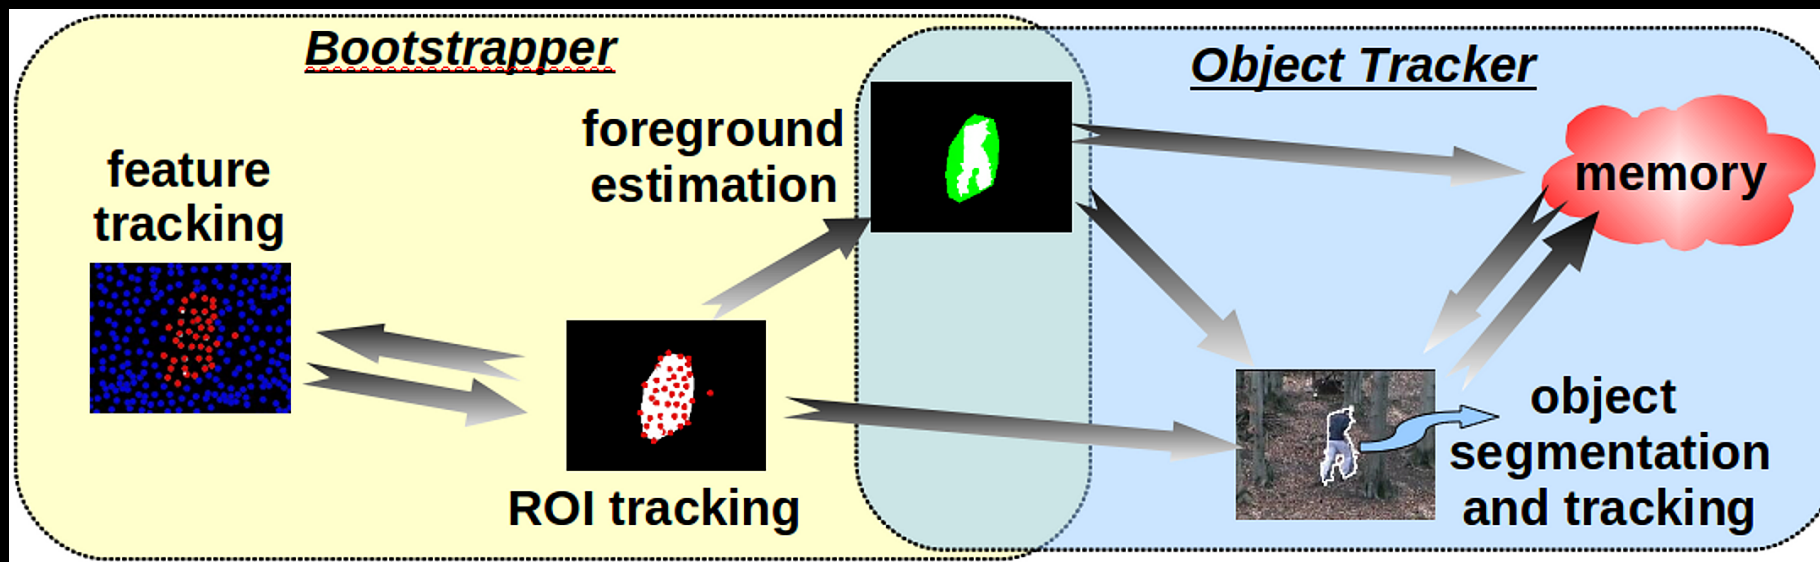 Bootstrapper
Object Tracker
foreground
estimation
feature
tracking
memory
ROI tracking
object
segmentation
and tracking